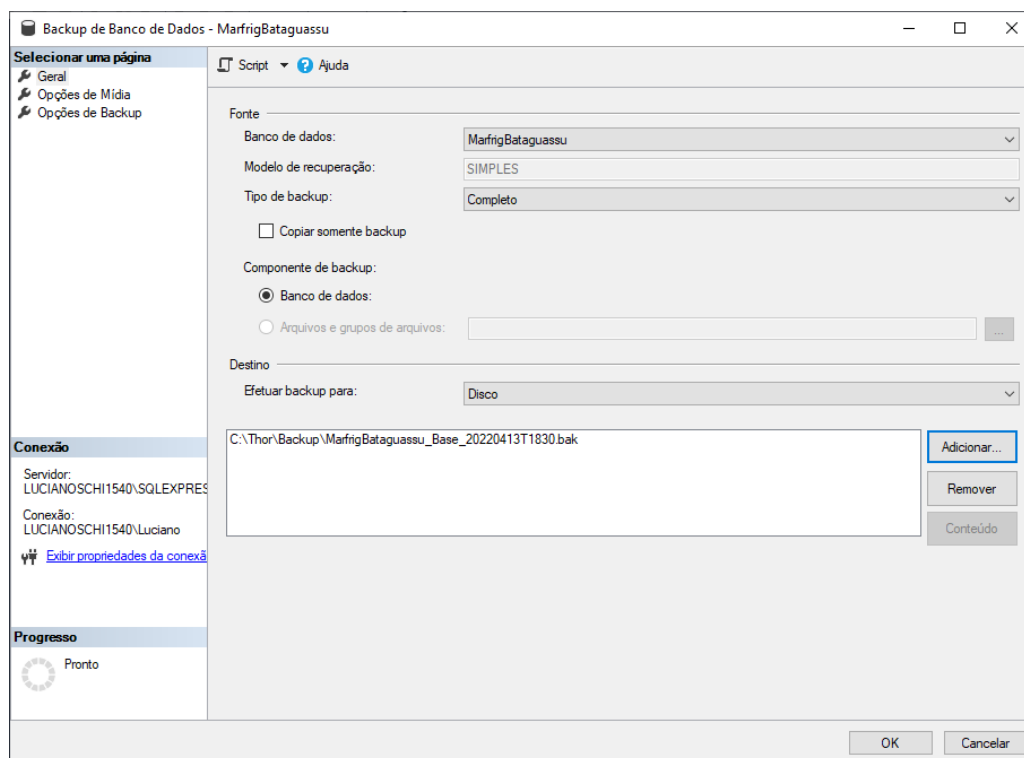 Backup de Banco de Dados - MarfrigBataguassu
Selecionar uma página
Geral
Opções de Mídia
Opções de Backup
Script
Ajuda
Fonte
Banco de dados:
MarfrigBataguassu
Modelo de recuperação:
SIMPLES
Tipo de backup:
Completo
Copiar somente backup
Componente de backup:
Banco de dados:
Arquivos e grupos de arquivos:
...
Destino
Efetuar backup para:
Disco
C:\Thor\Backup\MarfrigBataguassu_Base_20220413T1830.bak
Adicionar...
Remover
Conteúdo
Conexão
Servidor:
LUCIANOSCHI1540\SQLEXPRES
Conexão:
LUCIANOSCHI1540\Luciano
Exibir propriedades da conexã
Progresso
Pronto
OK
Cancelar